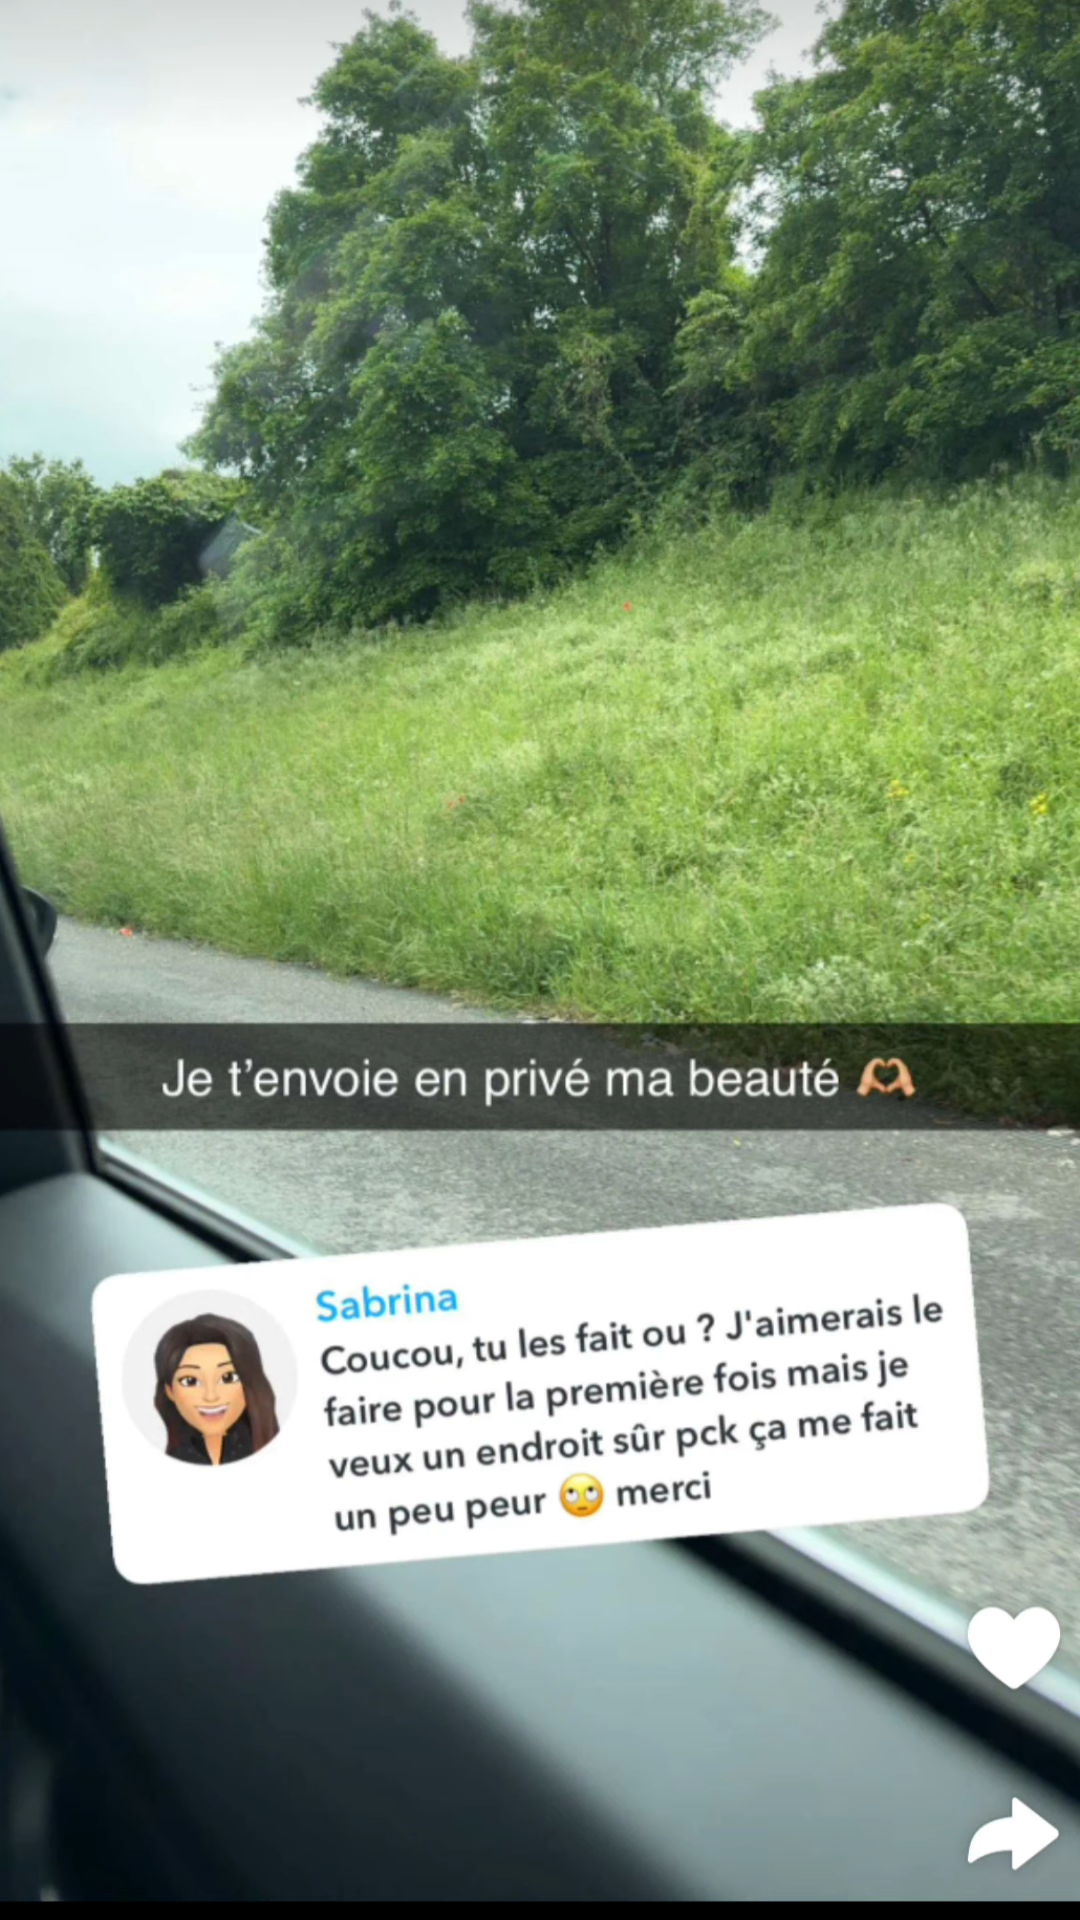 Je t’envoie en privé ma beauté 🫶🏼
Sabrina
Coucou, tu les fait ou ? J'aimerais le
faire pour la première fois mais je
veux un endroit sûr pck ça me fait
un peu peur 🙄 merci